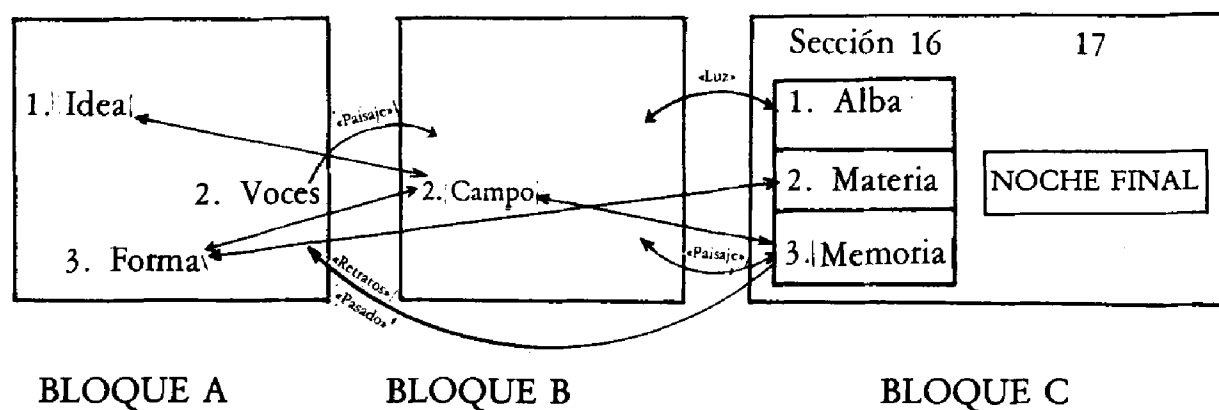 Sección 16 17
«Luz»
1. Idea
«Paisaje»
1. Alba
2. Voces
2. Campo
2. Materia
NOCHE FINAL
3. Forma
«Retratos»
«Pasado»
«Paisaje»
3. Memoria
BLOQUE A BLOQUE B BLOQUE C